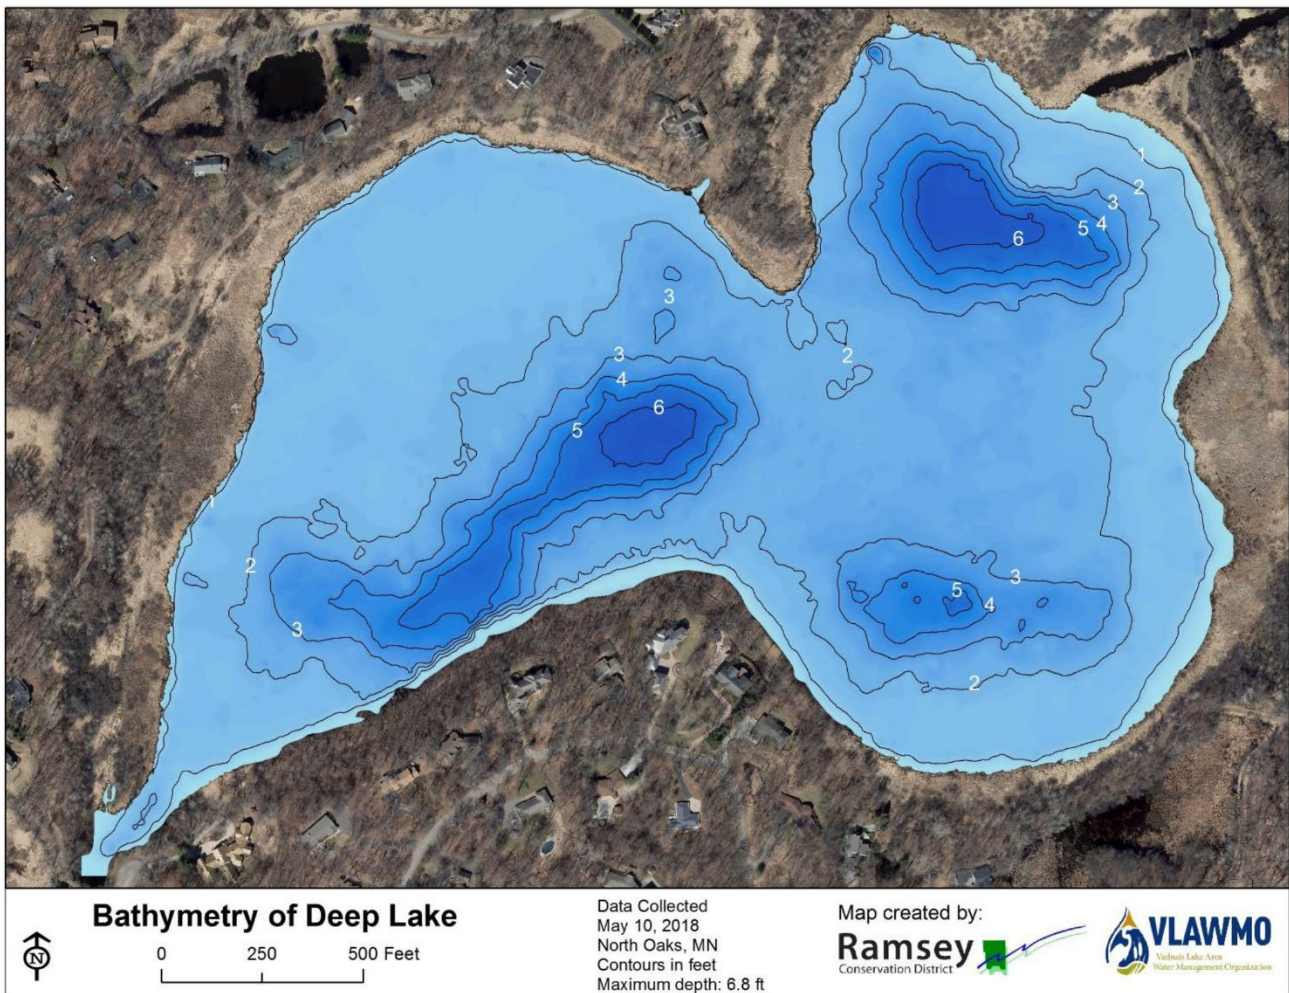 1
2
3
4
5
6
3
2
3
4
6
5
1
2
3
5
3
4
2
Bathymetry of Deep Lake
0 250 500 Feet
N
Data Collected
May 10, 2018
North Oaks, MN
Contours in feet
Maximum depth: 6.8 ft
Map created by:
Ramsey
Conservation District
VLAWMO
Vadnais Lake Area
Water Management Organization